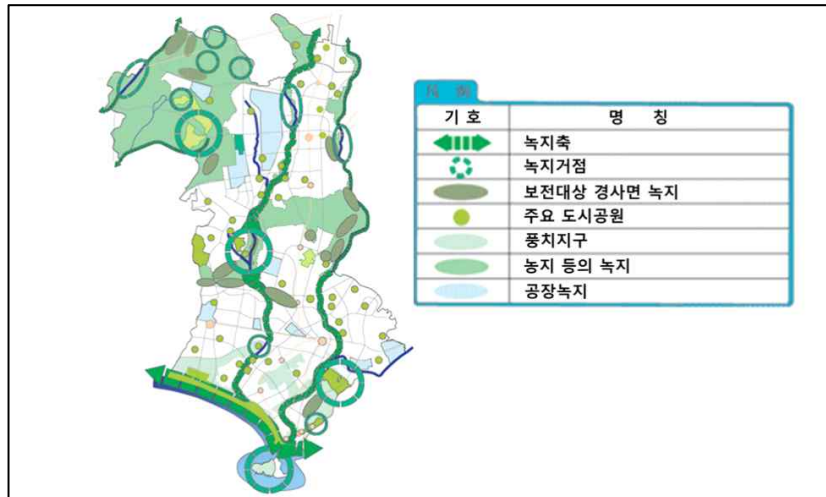 범 례
기 호 명 칭
녹지축
녹지거점
보전대상 경사면 녹지
주요 도시공원
풍치지구
농지 등의 녹지
공장녹지